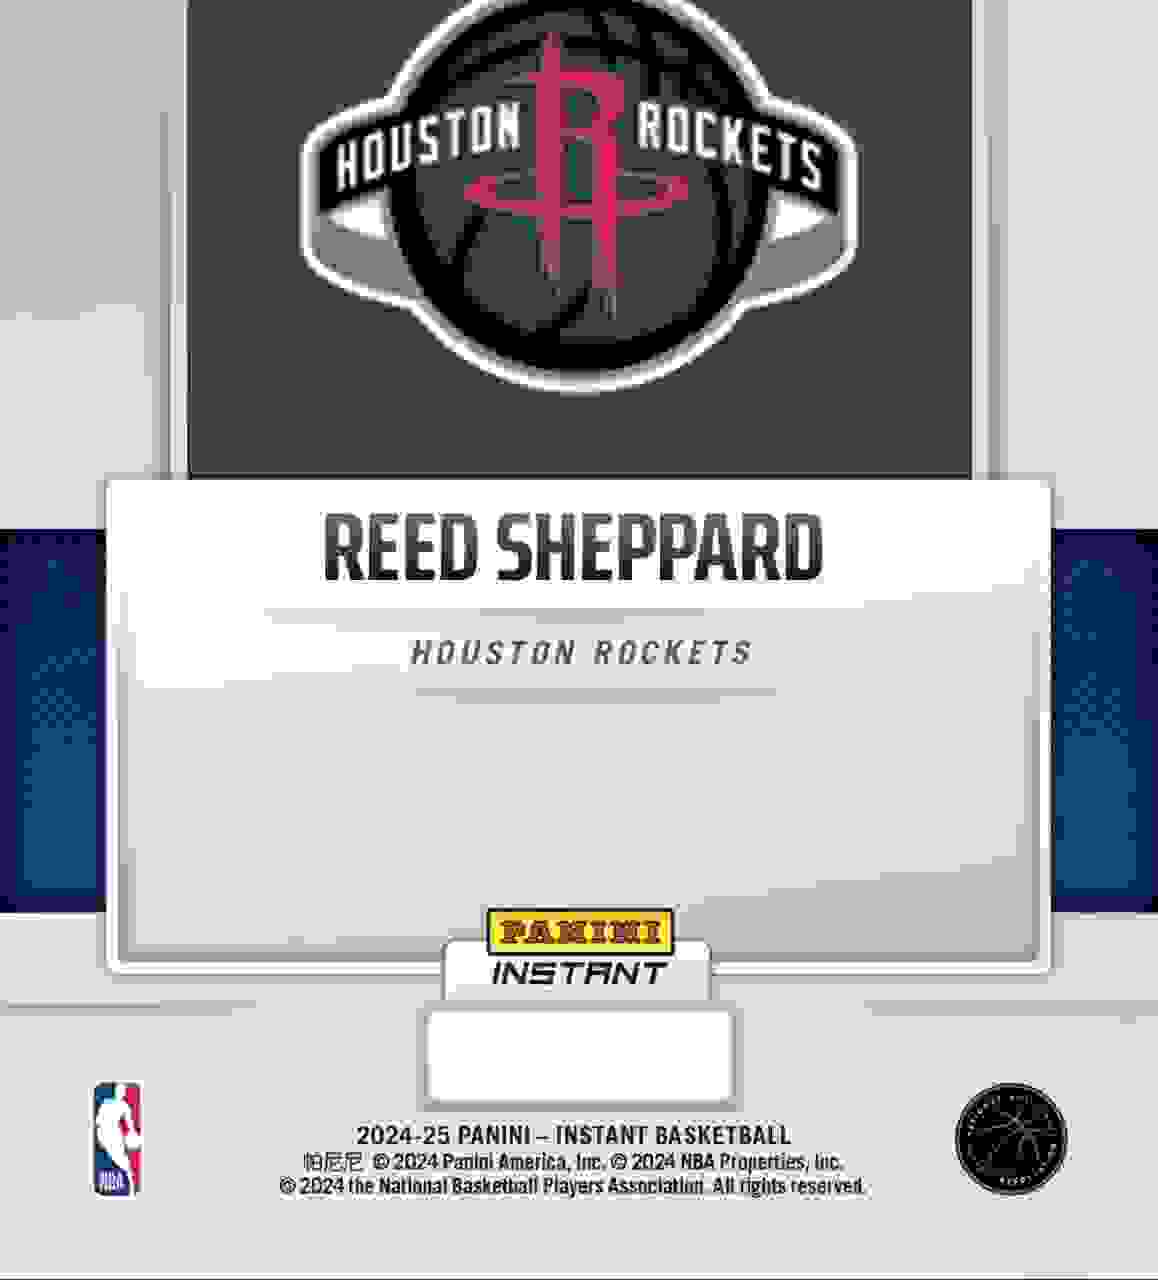 HOUSTON R ROCKETS
REED SHEPPARD
HOUSTON ROCKETS
PANINI
INSTANT
2024-25 PANINI – INSTANT BASKETBALL
帕尼尼 © 2024 Panini America, Inc. © 2024 NBA Properties, Inc.
© 2024 the National Basketball Players Association. All rights reserved.
NBA